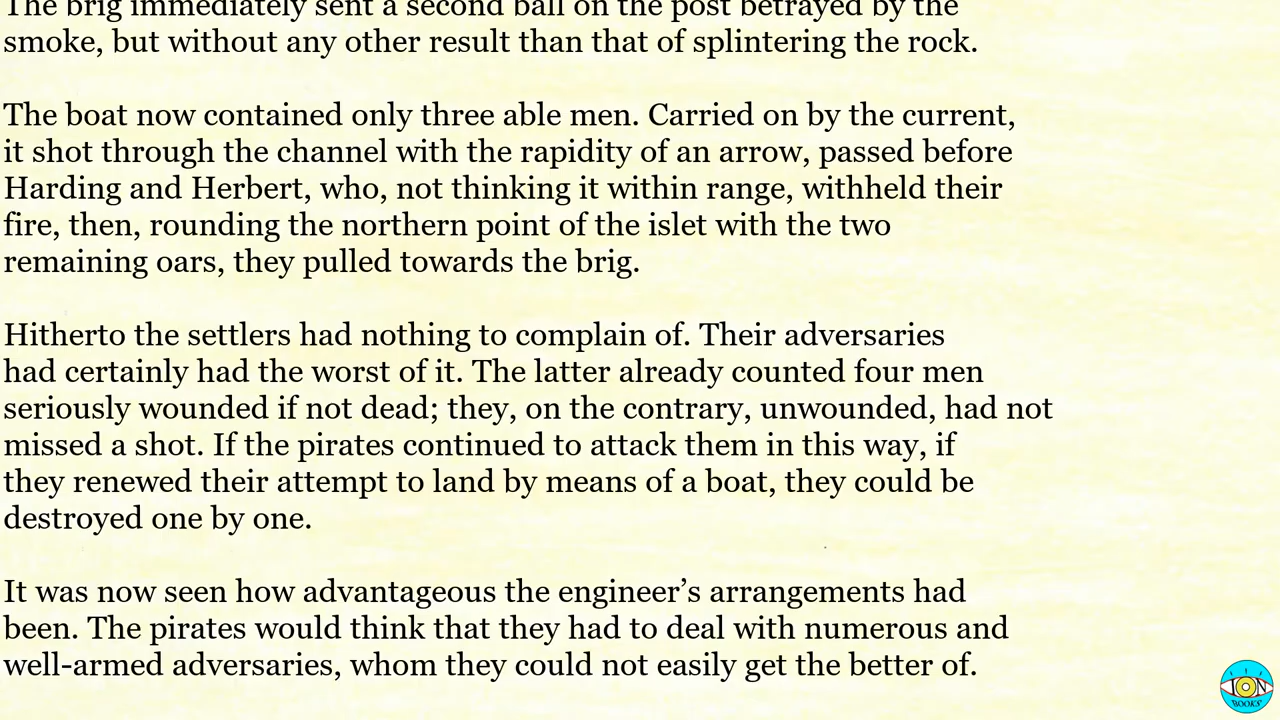 The brig immediately sent a second ball on the post betrayed by the
smoke, but without any other result than that of splintering the rock.
The boat now contained only three able men. Carried on by the current,
it shot through the channel with the rapidity of an arrow, passed before
Harding and Herbert, who, not thinking it within range, withheld their
fire, then, rounding the northern point of the islet with the two
remaining oars, they pulled towards the brig.
Hitherto the settlers had nothing to complain of. Their adversaries
had certainly had the worst of it. The latter already counted four men
seriously wounded if not dead; they, on the contrary, unwounded, had not
missed a shot. If the pirates continued to attack them in this way, if
they renewed their attempt to land by means of a boat, they could be
destroyed one by one.
It was now seen how advantageous the engineer’s arrangements had
been. The pirates would think that they had to deal with numerous and
well-armed adversaries, whom they could not easily get the better of.
ION
BOOKS